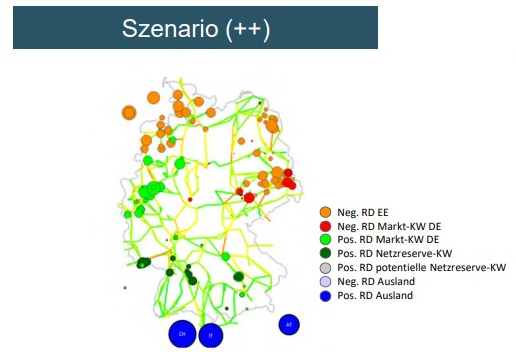 Szenario (++)
Neg. RD EE
Neg. RD Markt-KW DE
Pos. RD Markt-KW DE
Pos. RD Netzreserve-KW
Pos. RD potentielle Netzreserve-KW
Neg. RD Ausland
Pos. RD Ausland
AT
CH
IT